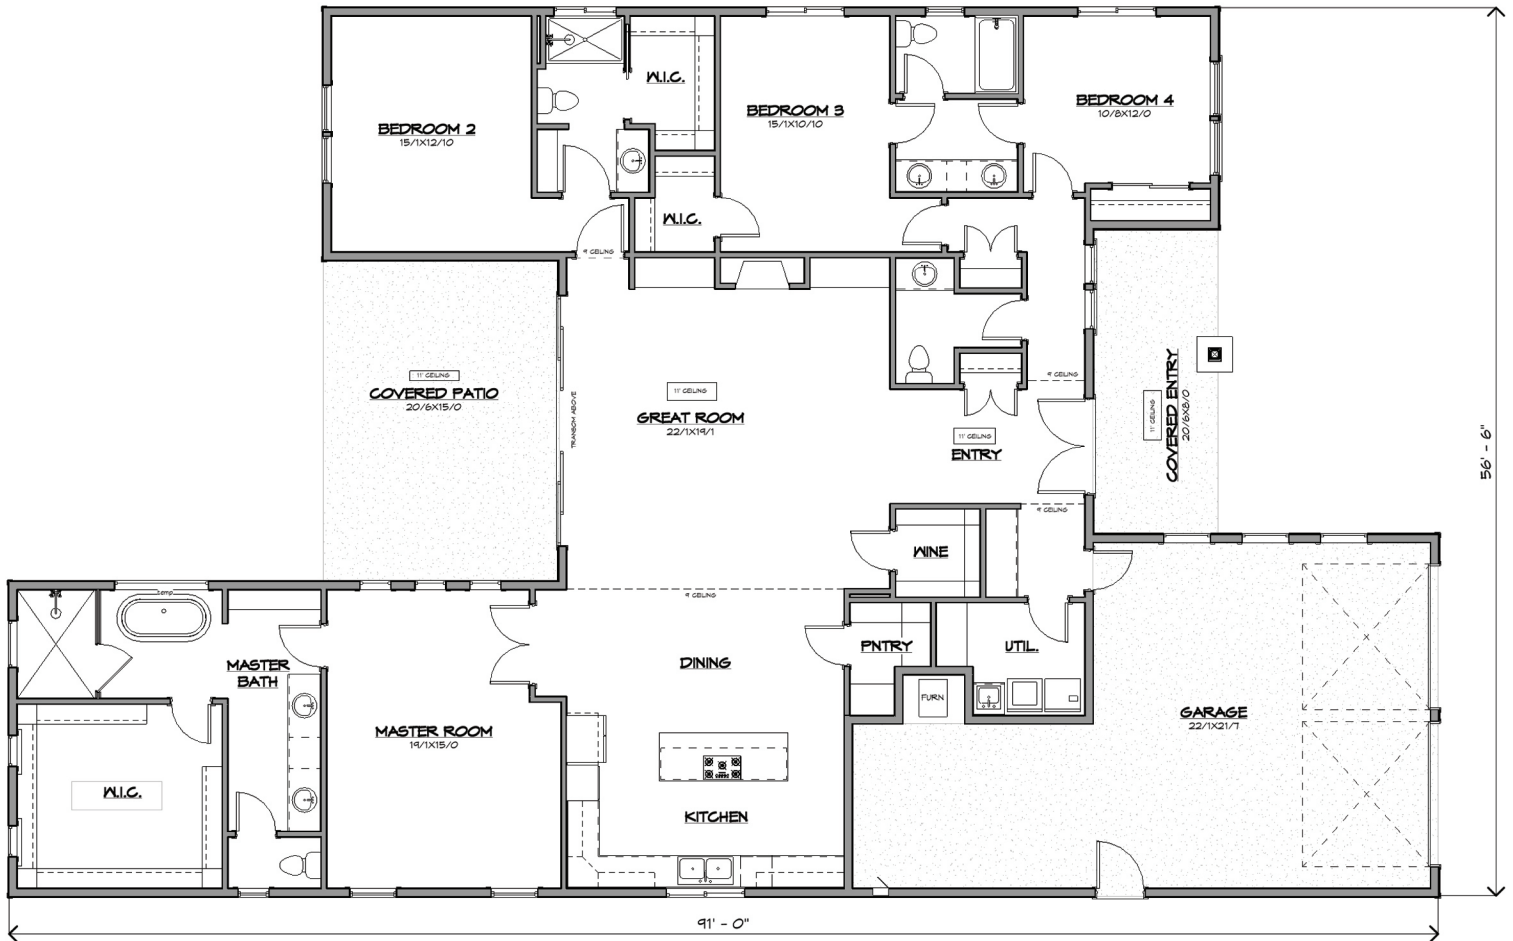 W.I.C.
BEDROOM 2
15/1X12/10
BEDROOM 3
15/1X10/10
BEDROOM 4
10/8X12/0
W.I.C.
9' CEILING
11' CEILING
COVERED PATIO
20/6X15/0
TRANSOM ABOVE
11' CEILING
GREAT ROOM
22/1X19/1
9' CEILING
11' CEILING
ENTRY
11' CEILING
COVERED ENTRY
20/6X8/0
56' - 6"
9' CEILING
WINE
9' CEILING
temp
MASTER
BATH
DINING
PNTRY
UTIL.
FURN
MASTER ROOM
19/1X15/0
GARAGE
22/1X21/7
W.I.C.
KITCHEN
91' - 0"